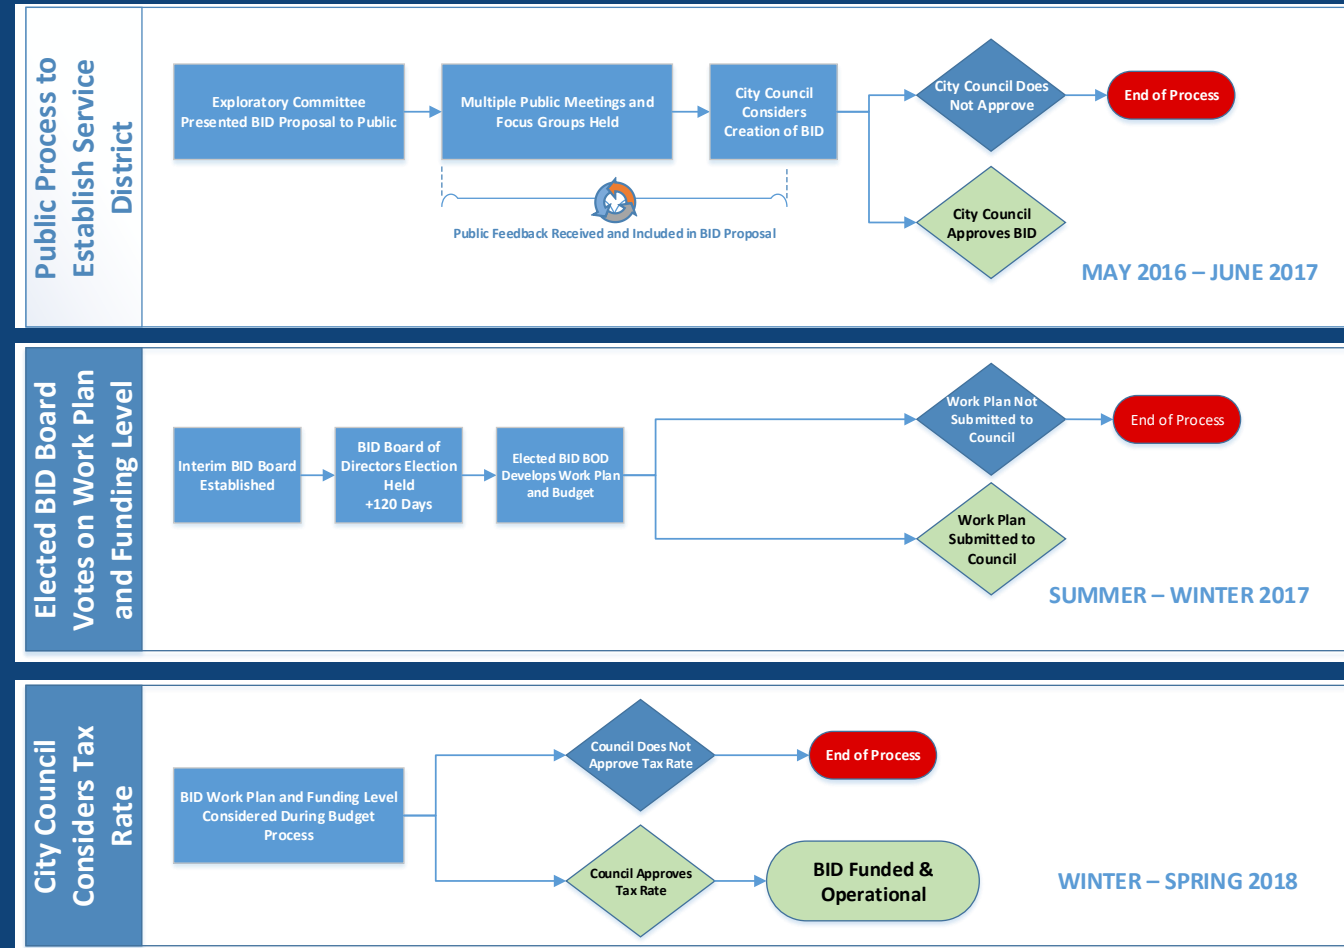 Public Process to
Establish Service
District
Exploratory Committee
Presented BID Proposal to Public
Multiple Public Meetings and
Focus Groups Held
City Council
Considers
Creation of BID
City Council Does
Not Approve
End of Process
City Council
Approves BID
Public Feedback Received and Included in BID Proposal
MAY 2016 – JUNE 2017
Elected BID Board
Votes on Work Plan
and Funding Level
Interim BID Board
Established
BID Board of
Directors Election
Held
+120 Days
Elected BID BOD
Develops Work Plan
and Budget
Work Plan Not
Submitted to
Council
End of Process
Work Plan
Submitted to
Council
SUMMER – WINTER 2017
City Council
Considers Tax
Rate
BID Work Plan and Funding Level
Considered During Budget
Process
Council Does Not
Approve Tax Rate
End of Process
Council Approves
Tax Rate
BID Funded &
Operational
WINTER – SPRING 2018